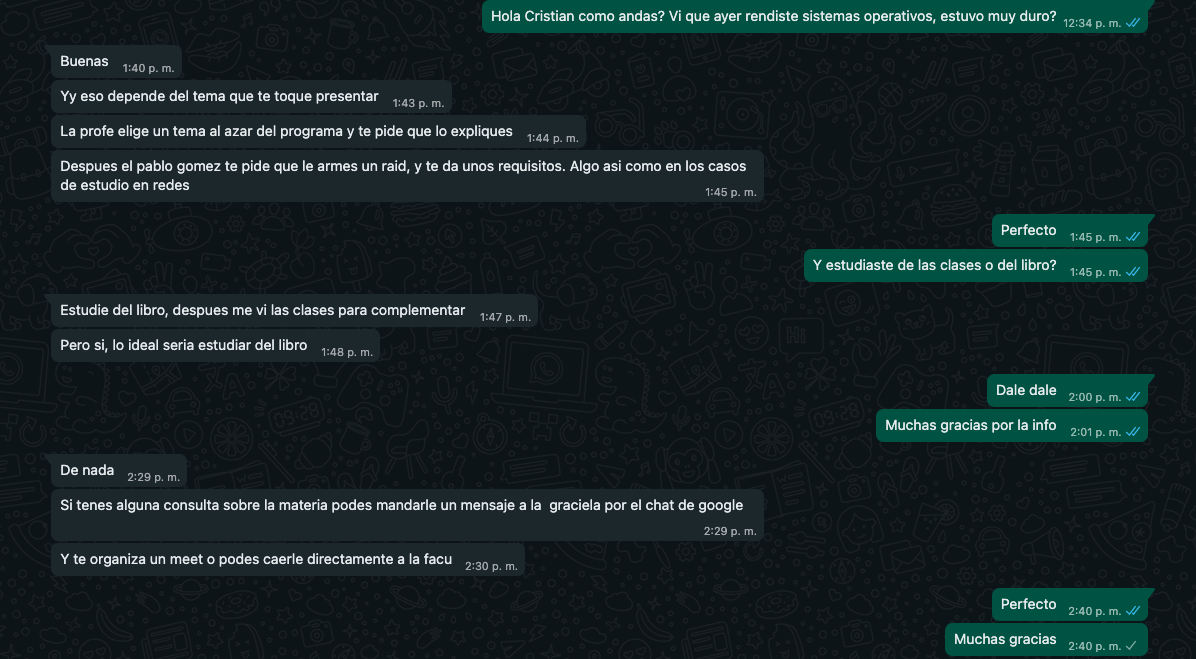 Hola Cristian como andas? Vi que ayer rendiste sistemas operativos, estuvo muy duro? 12:34 p. m.
Buenas 1:40 p. m.
Yy eso depende del tema que te toque presentar 1:43 p. m.
La profe elige un tema al azar del programa y te pide que lo expliques 1:44 p. m.
Despues el pablo gomez te pide que le armes un raid, y te da unos requisitos. Algo asi como en los casos
de estudio en redes
1:45 p. m.
Perfecto 1:45 p. m.
Y estudiaste de las clases o del libro? 1:45 p. m.
Estudie del libro, despues me vi las clases para complementar 1:47 p. m.
Pero si, lo ideal seria estudiar del libro 1:48 p. m.
Dale dale 2:00 p. m.
Muchas gracias por la info 2:01 p. m.
De nada 2:29 p. m.
Si tenes alguna consulta sobre la materia podes mandarle un mensaje a la  graciela por el chat de google
2:29 p. m.
Y te organiza un meet o podes caerle directamente a la facu 2:30 p. m.
Perfecto 2:40 p. m.
Muchas gracias 2:40 p. m.